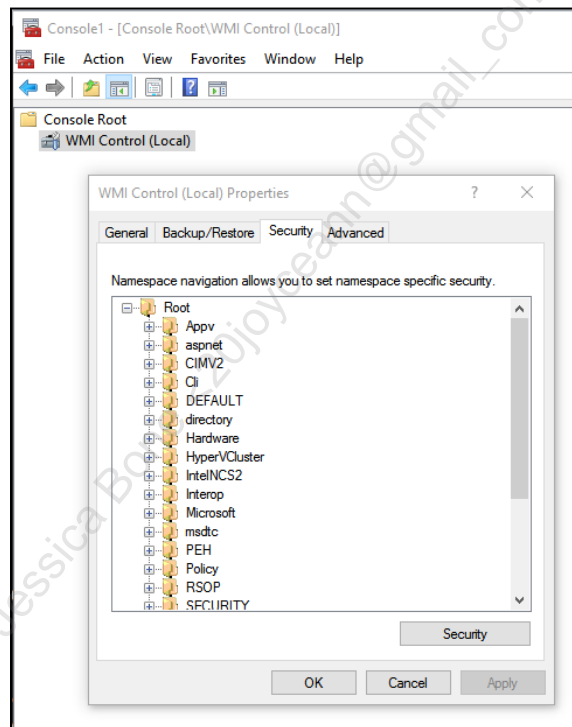 Console1 - [Console Root\WMI Control (Local)]
File Action View Favorites Window Help
Console Root
WMI Control (Local)
WMI Control (Local) Properties ?
General Backup/Restore Security Advanced
Namespace navigation allows you to set namespace specific security.
Root
Appv
aspnet
CIMV2
Cli
DEFAULT
directory
Hardware
HyperVCluster
IntelNCS2
Interop
Microsoft
msdtc
PEH
Policy
RSOP
SECURITY
Security
OK Cancel Apply